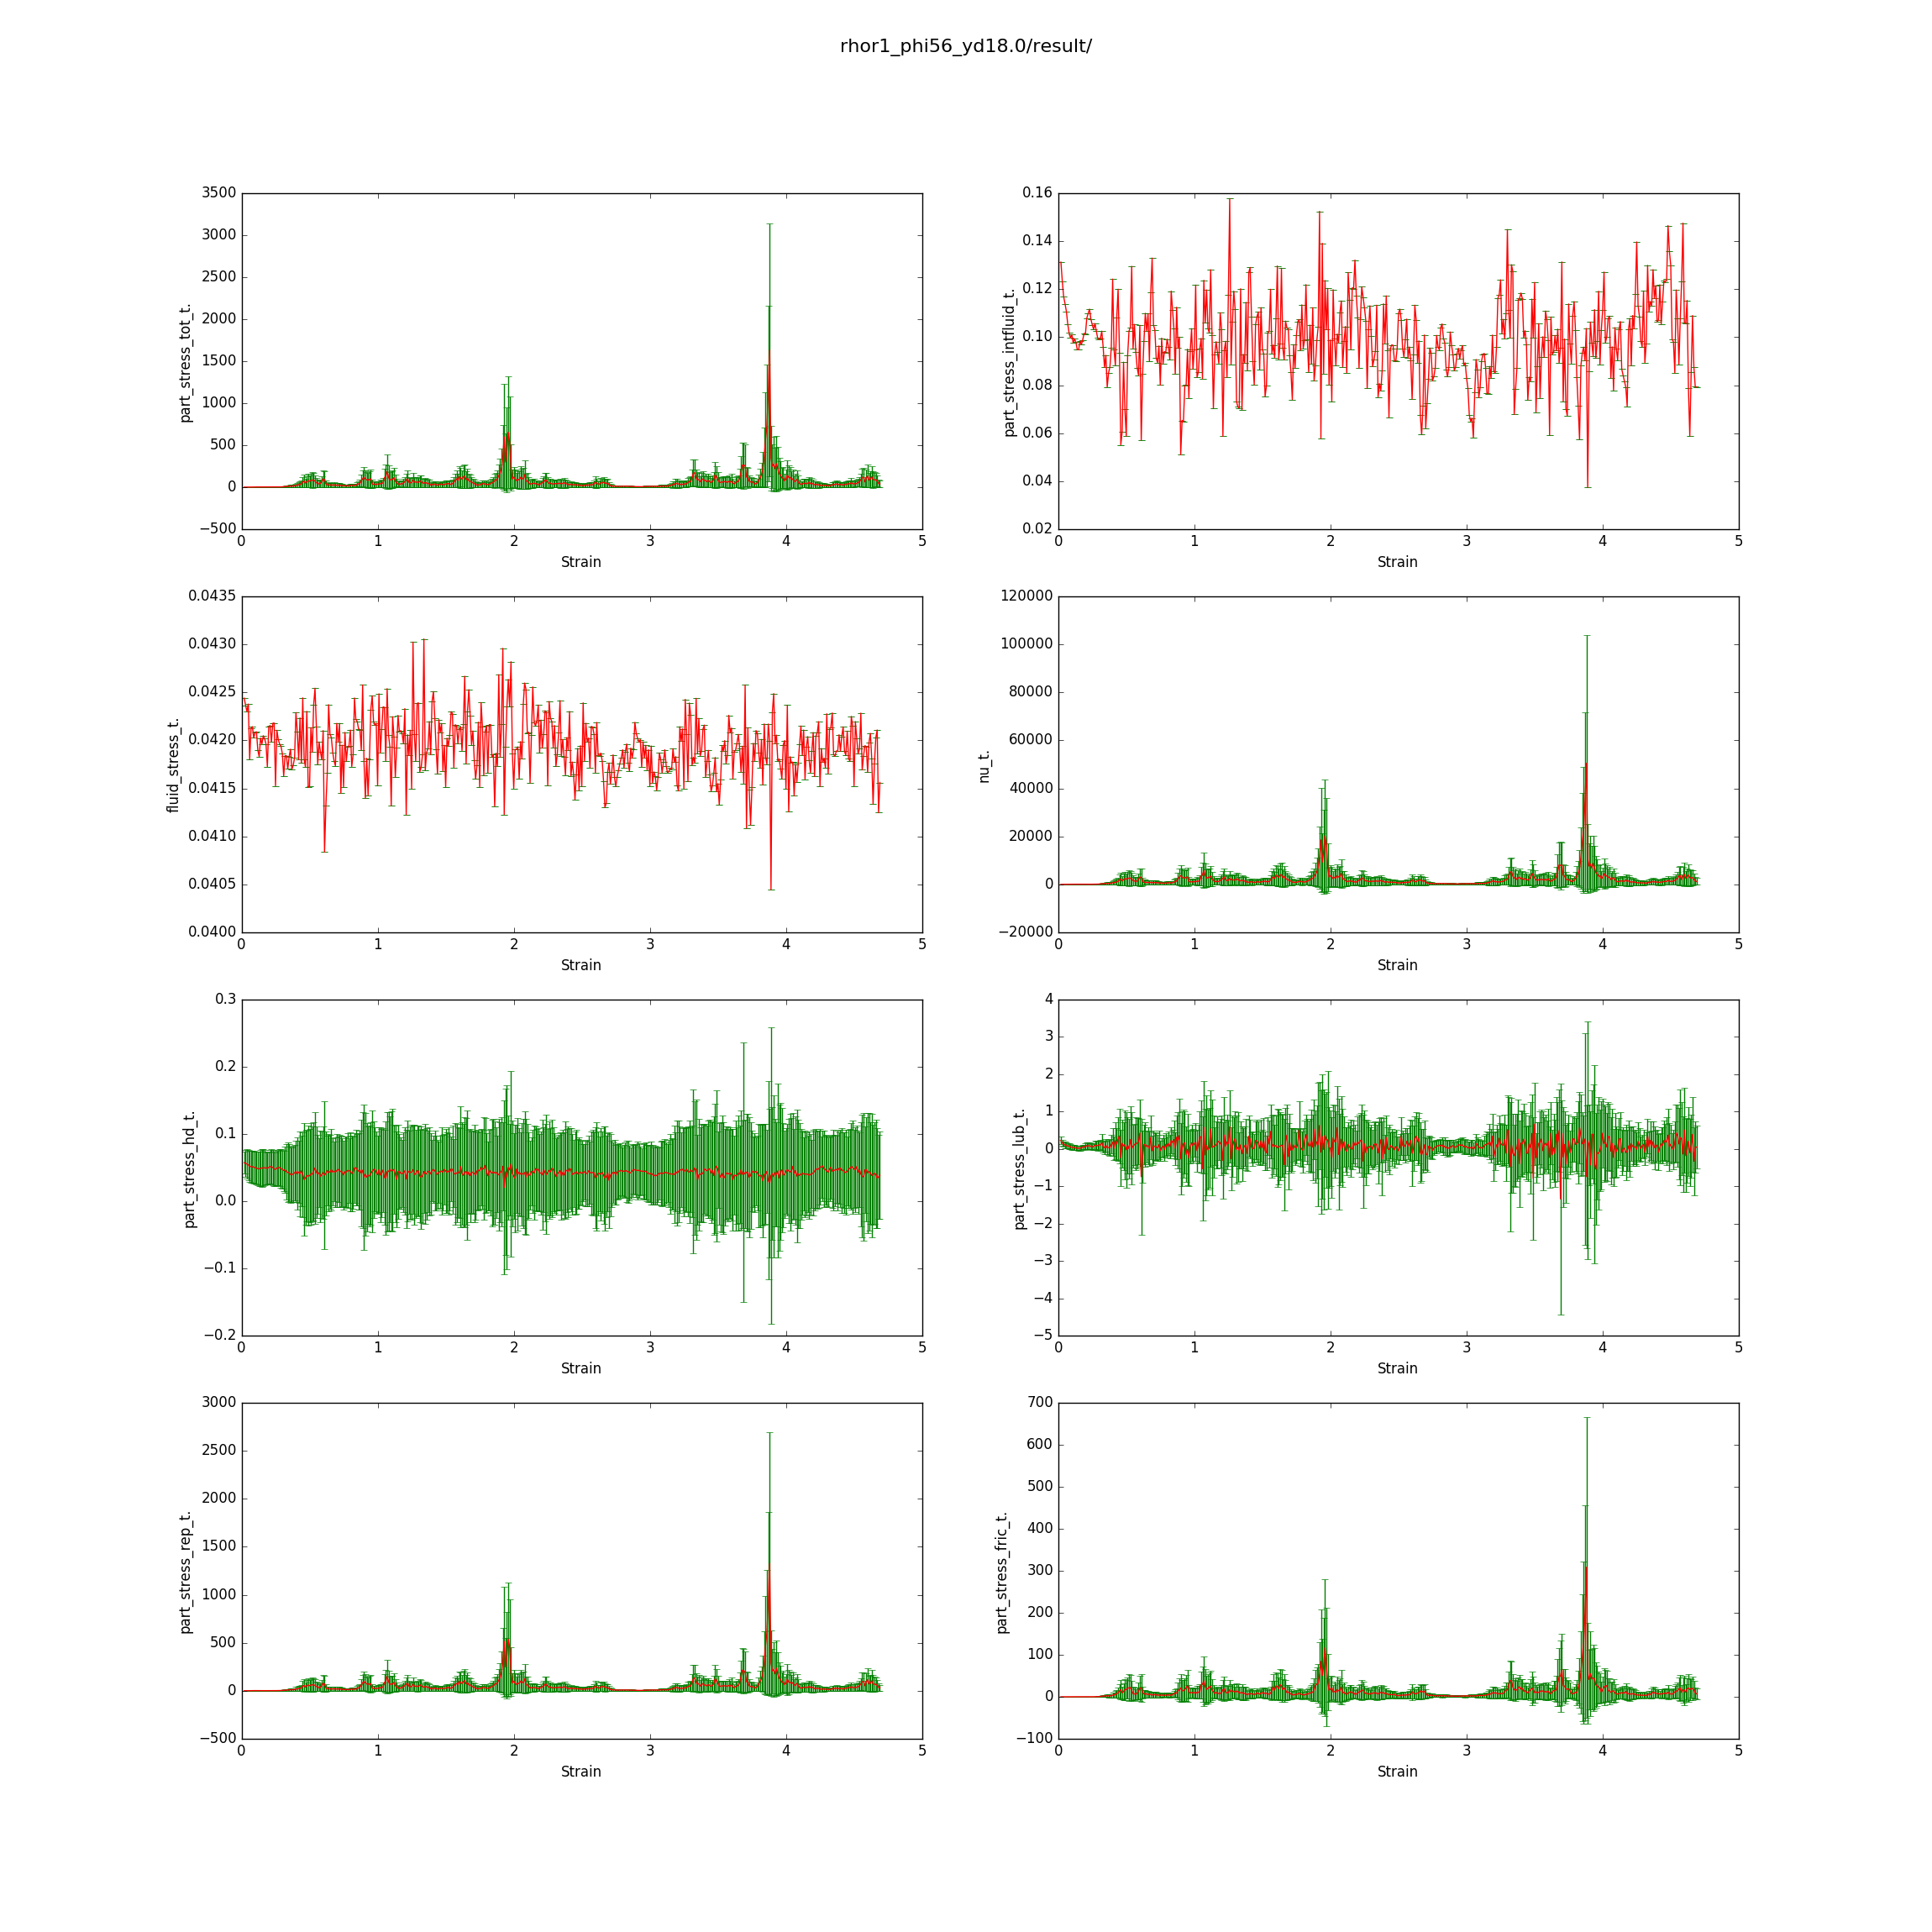 rhor1_phi56_yd18.0/result/
3500
3000
2500
2000
1500
1000
500
0
−500
part_stress_tot_t.
0 1 2 3 4 5
Strain
0.16
0.14
0.12
0.10
0.08
0.06
0.04
0.02
part_stress_intfluid_t.
0 1 2 3 4 5
Strain
0.0435
0.0430
0.0425
0.0420
0.0415
0.0410
0.0405
0.0400
fluid_stress_t.
0 1 2 3 4 5
Strain
120000
100000
80000
60000
40000
20000
0
−20000
nu_t.
0 1 2 3 4 5
Strain
0.3
0.2
0.1
0.0
−0.1
−0.2
part_stress_hd_t.
0 1 2 3 4 5
Strain
4
3
2
1
0
−1
−2
−3
−4
−5
part_stress_lub_t.
0 1 2 3 4 5
Strain
3000
2500
2000
1500
1000
500
0
−500
part_stress_rep_t.
0 1 2 3 4 5
Strain
700
600
500
400
300
200
100
0
−100
part_stress_fric_t.
0 1 2 3 4 5
Strain